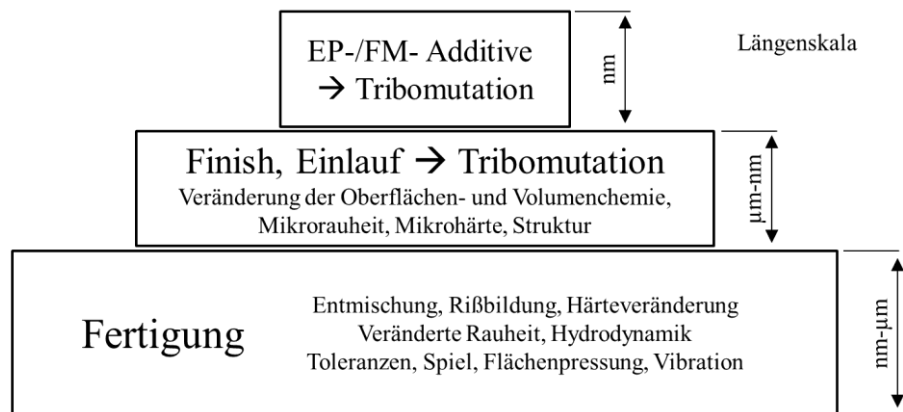 EP-/FM- Additive
→ Tribomutation
nm
Längenskala
Finish, Einlauf → Tribomutation
Veränderung der Oberflächen- und Volumenchemie,
Mikrorauheit, Mikrohärte, Struktur
µm-nm
Fertigung
Entmischung, Rißbildung, Härteveränderung
Veränderte Rauheit, Hydrodynamik
Toleranzen, Spiel, Flächenpressung, Vibration
nm-µm